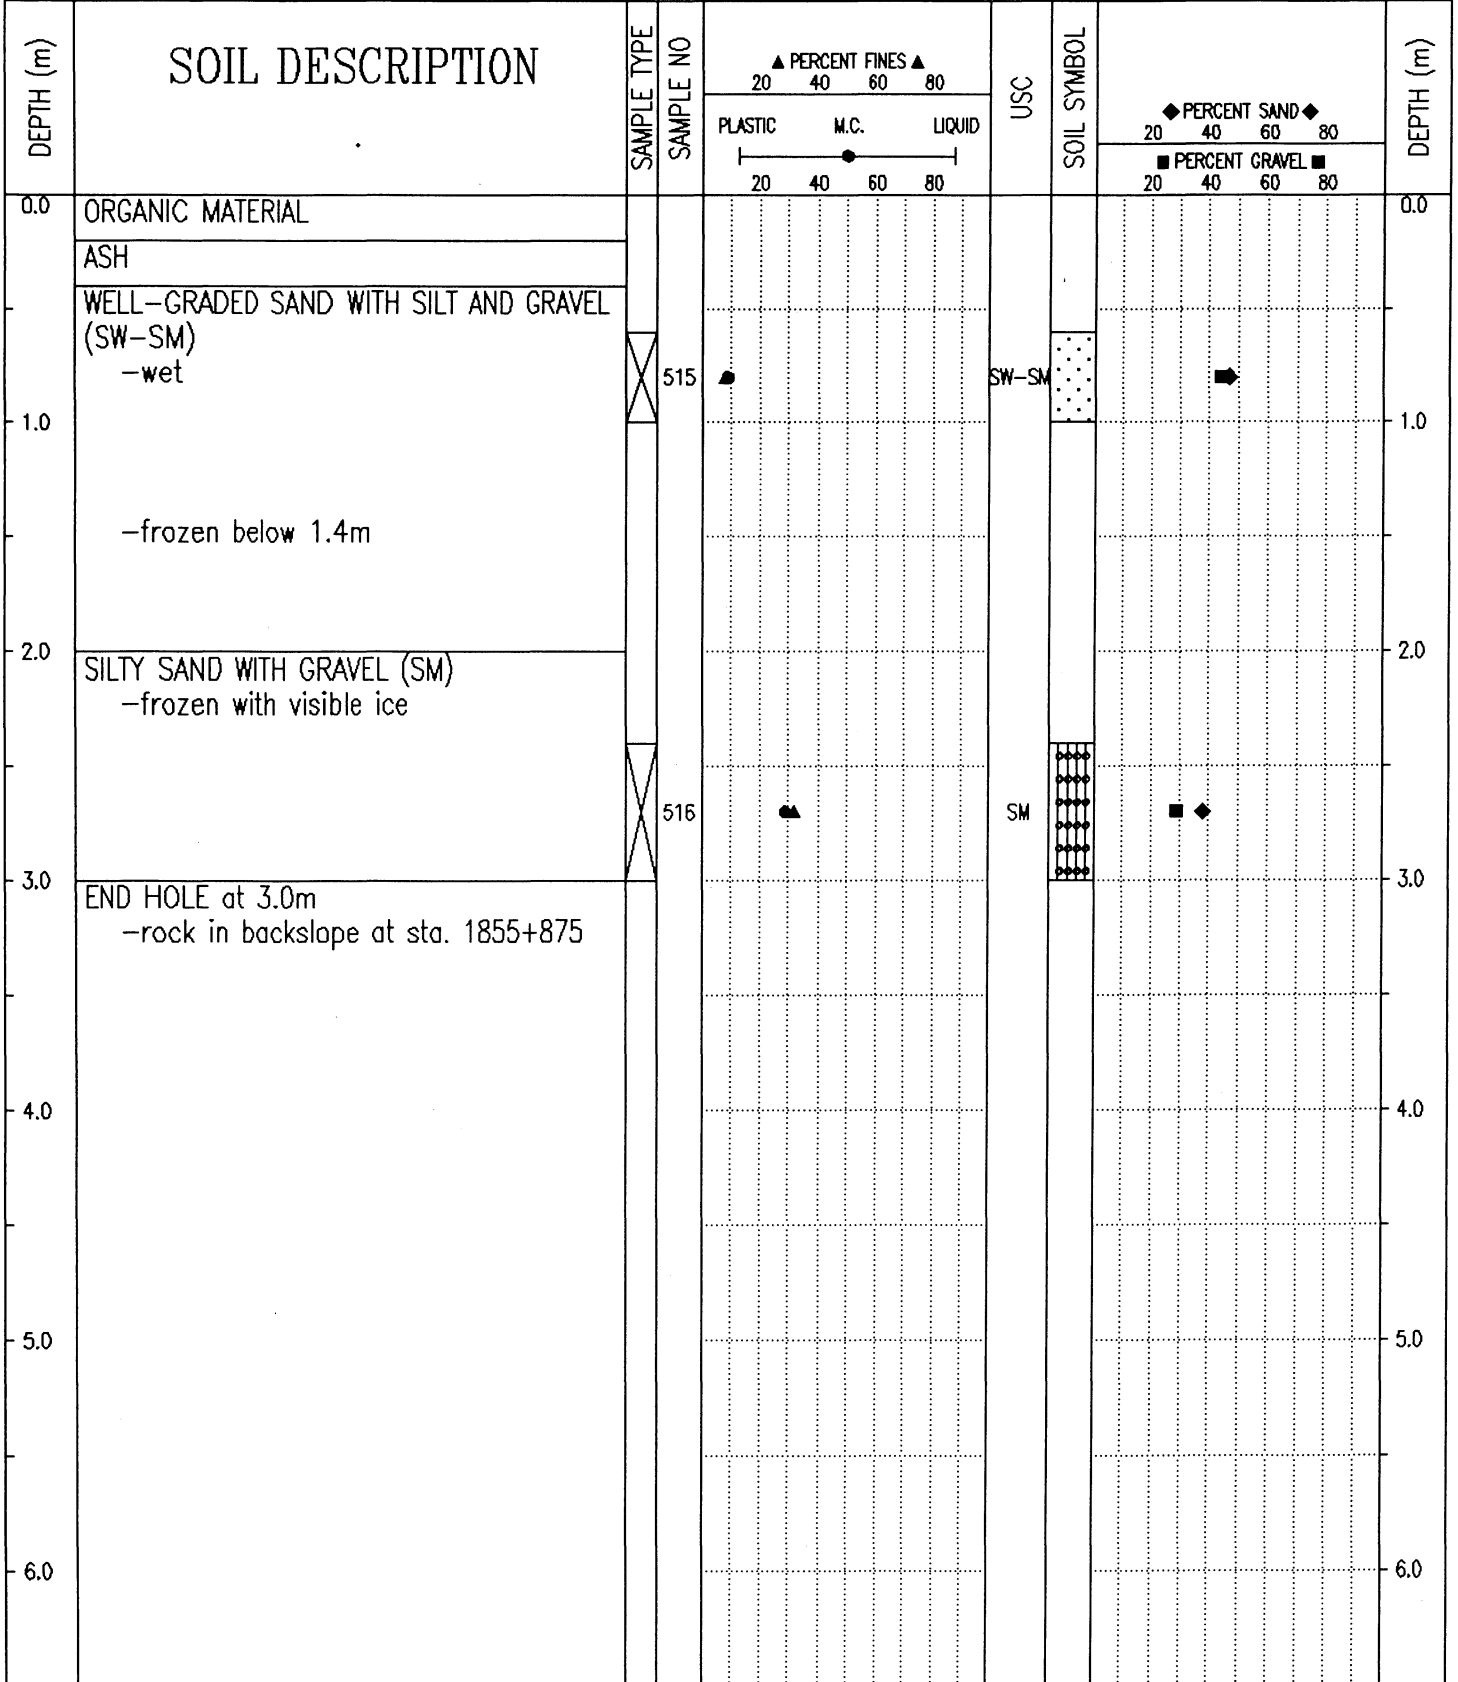 DEPTH (m)
SOIL DESCRIPTION
SAMPLE TYPE
SAMPLE NO
▲ PERCENT FINES ▲
20 40 60 80
PLASTIC M.C. LIQUID
20 40 60 80
USC
SOIL SYMBOL
◆ PERCENT SAND ◆
20 40 60 80
■ PERCENT GRAVEL ■
20 40 60 80
DEPTH (m)
0.0 ORGANIC MATERIAL 0.0
ASH
WELL-GRADED SAND WITH SILT AND GRAVEL
(SW-SM)
-wet
515 SW-SM
1.0 1.0
-frozen below 1.4m
2.0 2.0
SILTY SAND WITH GRAVEL (SM)
-frozen with visible ice
516 SM
3.0 3.0
END HOLE at 3.0m
-rock in backslope at sta. 1855+875
4.0 4.0
5.0 5.0
6.0 6.0